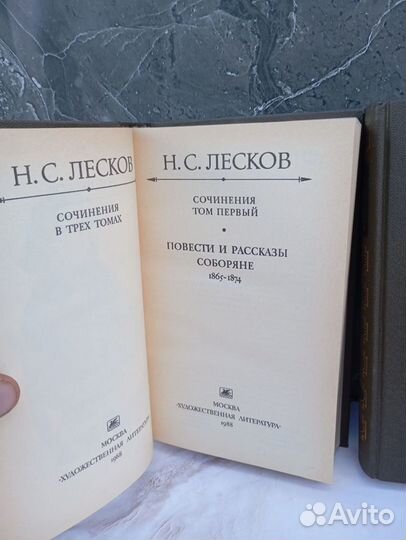 Н. С. ЛЕСКОВ
СОЧИНЕНИЯ
В ТРЕХ ТОМАХ
МОСКВА
«ХУДОЖЕСТВЕННАЯ ЛИТЕРАТУРА»
1988
Н. С. ЛЕСКОВ
СОЧИНЕНИЯ
ТОМ ПЕРВЫЙ
ПОВЕСТИ И РАССКАЗЫ
СОБОРЯНЕ
1865-1874
МОСКВА
«ХУДОЖЕСТВЕННАЯ ЛИТЕРАТУРА»
1988
Avito